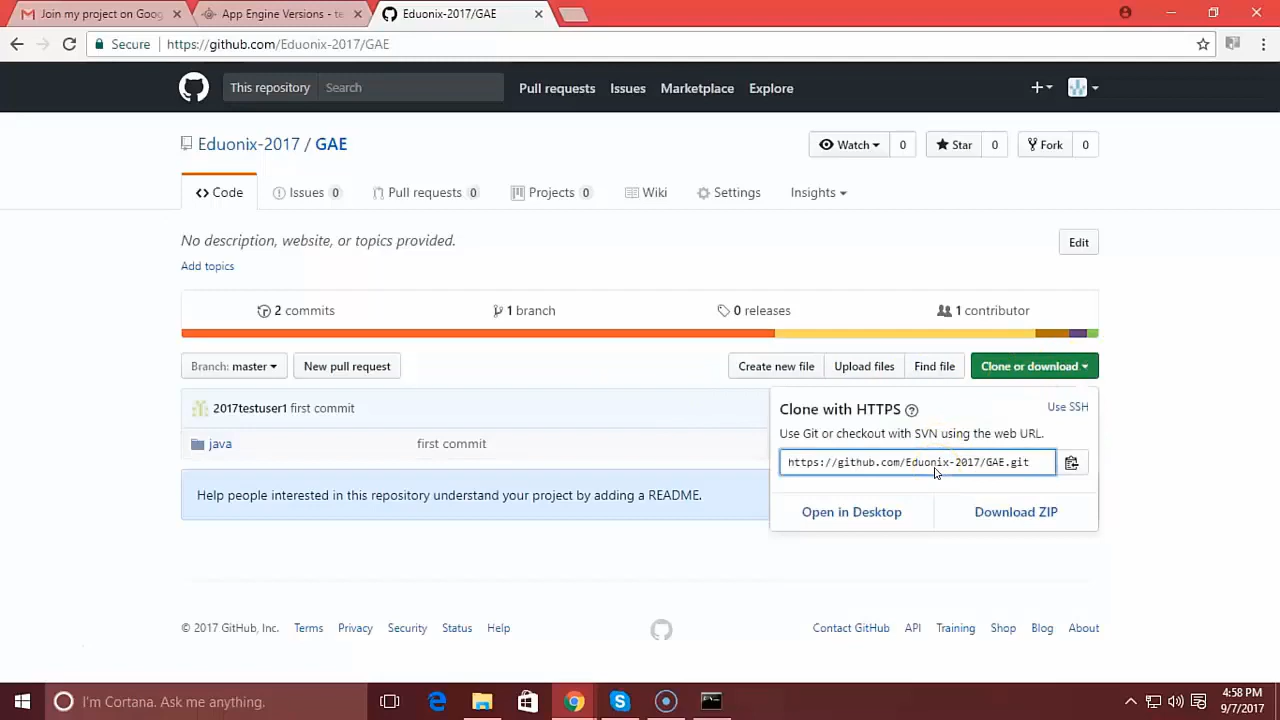 Join my project on Goog
App Engine Versions - te
Eduonix-2017/GAE
Secure
https://github.com/Eduonix-2017/GAE
This repository
Search
Pull requests
Issues
Marketplace
Explore
Eduonix-2017 / GAE
Watch
0
Star
0
Fork
0
Code
Issues 0
Pull requests 0
Projects 0
Wiki
Settings
Insights
No description, website, or topics provided.
Edit
Add topics
2 commits
1 branch
0 releases
1 contributor
Branch: master
New pull request
Create new file
Upload files
Find file
Clone or download
2017testuser1 first commit
java
first commit
Help people interested in this repository understand your project by adding a README.
Clone with HTTPS
Use SSH
Use Git or checkout with SVN using the web URL.
https://github.com/Eduonix-2017/GAE.git
Open in Desktop
Download ZIP
© 2017 GitHub, Inc.
Terms
Privacy
Security
Status
Help
Contact GitHub
API
Training
Shop
Blog
About
I'm Cortana. Ask me anything.
4:58 PM
9/7/2017